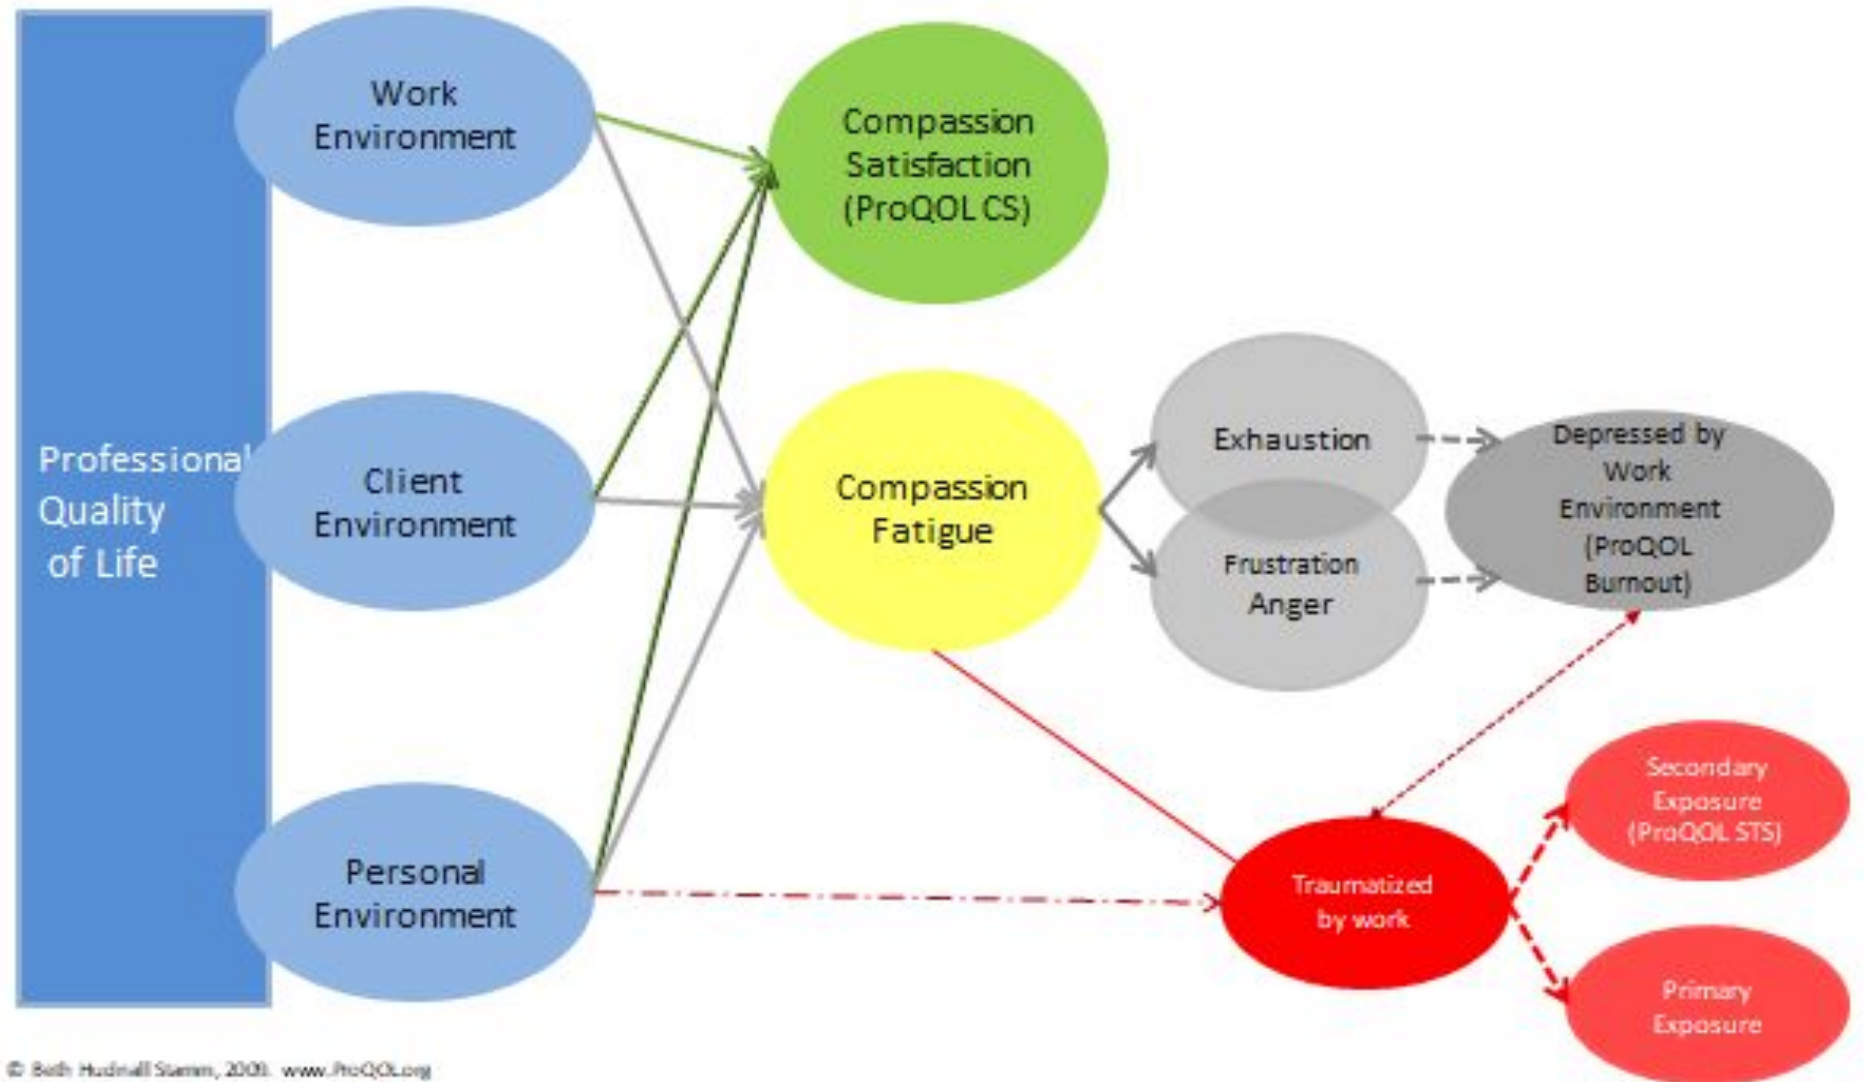 Work
Environment
Compassion
Satisfaction
(ProQOL CS)
Professional
Quality
of Life
Client
Environment
Compassion
Fatigue
Exhaustion
Frustration
Anger
Depressed by
Work
Environment
(ProQOL
Burnout)
Personal
Environment
Traumatized
by work
Secondary
Exposure
(ProQOL STS)
Primary
Exposure
© Beth Hudnall Stamm, 2009. www.ProQOL.org